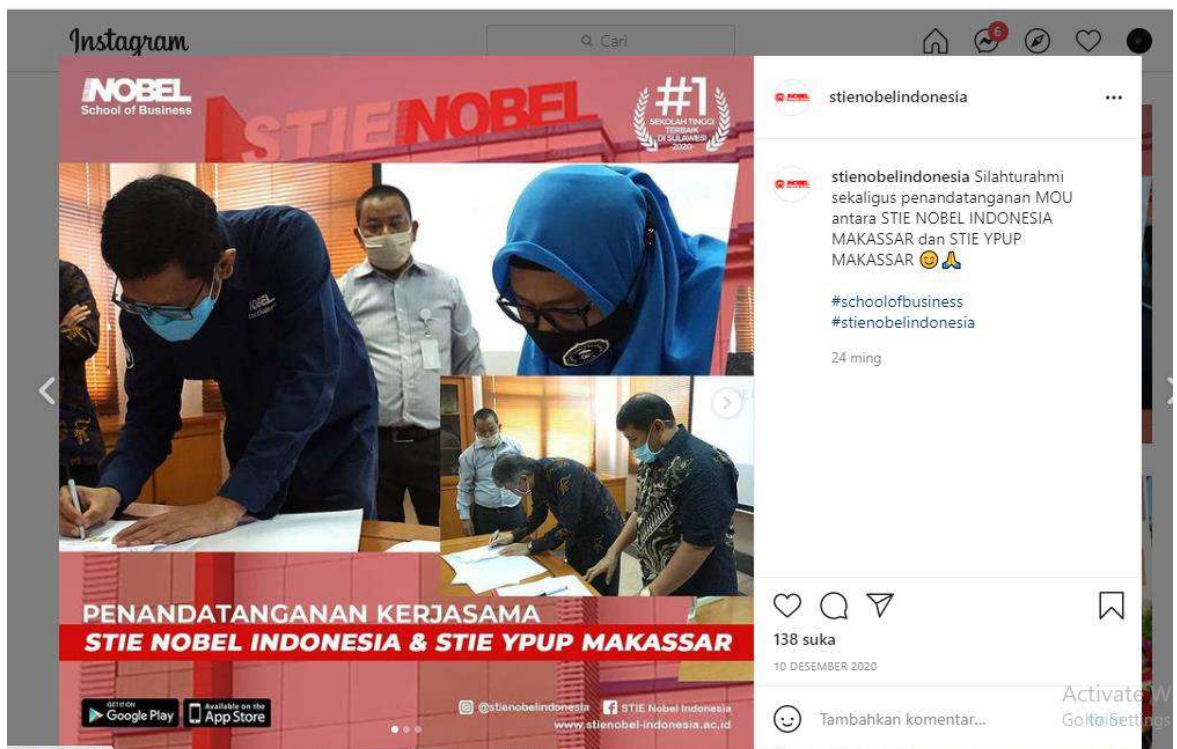 Instagram
Cari
6
NOBEL
School of Business
STIE NOBEL
#1
SEKOLAH TINGGI
TERBAIK
DI SULAWESI
-2020-
NOBEL
PENANDATANGANAN KERJASAMA
STIE NOBEL INDONESIA & STIE YPUP MAKASSAR
GET IT ON
Google Play
Available on the
App Store
@stienobelindonesia
STIE Nobel Indonesia
www.stienobel-indonesia.ac.id
stienobelindonesia
stienobelindonesia Silahturahmi
sekaligus penandatanganan MOU
antara STIE NOBEL INDONESIA
MAKASSAR dan STIE YPUP
MAKASSAR 😊🙏
#schoolofbusiness
#stienobelindonesia
24 ming
138 suka
10 DESEMBER 2020
Tambahkan komentar...
Activate W
Go to Settings